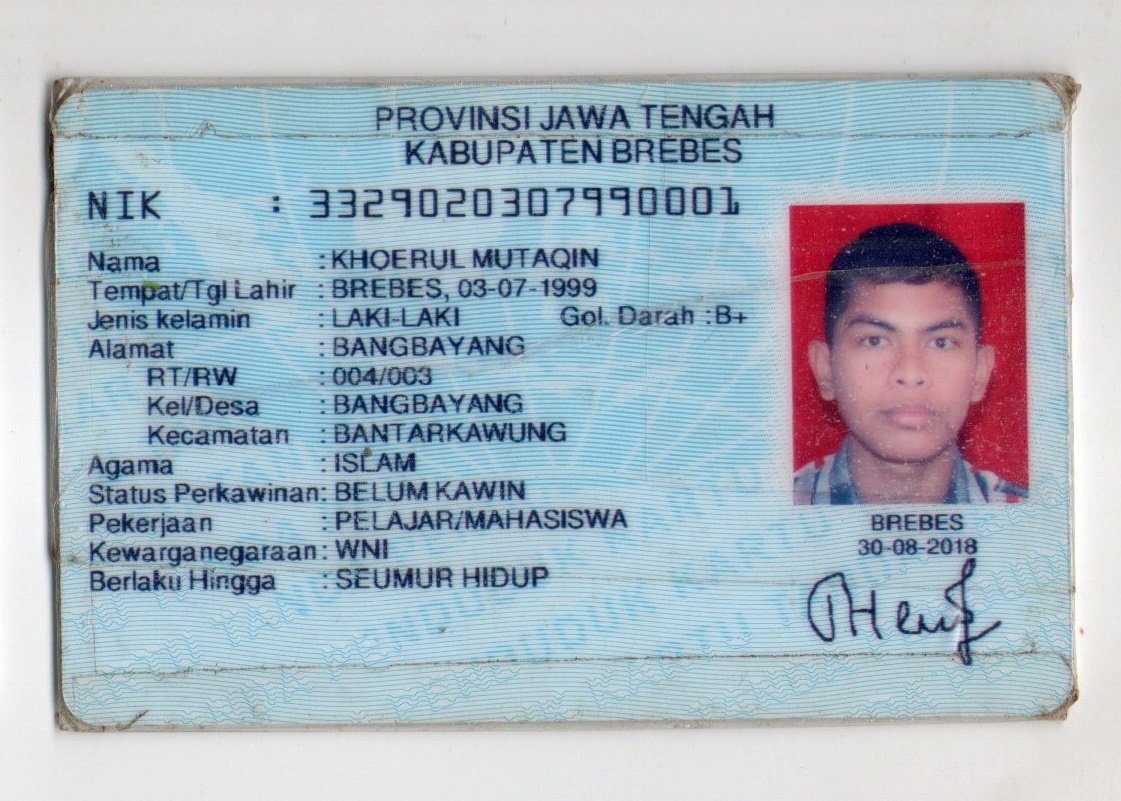 PROVINSI JAWA TENGAH
KABUPATEN BREBES
NIK : 3329020307990001
Nama : KHOERUL MUTAQIN
Tempat/Tgl Lahir : BREBES, 03-07-1999
Jenis kelamin : LAKI-LAKI Gol. Darah : B+
Alamat : BANGBAYANG
RT/RW : 004/003
Kel/Desa : BANGBAYANG
Kecamatan : BANTARKAWUNG
Agama : ISLAM
Status Perkawinan: BELUM KAWIN
Pekerjaan : PELAJAR/MAHASISWA
Kewarganegaraan: WNI
Berlaku Hingga : SEUMUR HIDUP
BREBES
30-08-2018